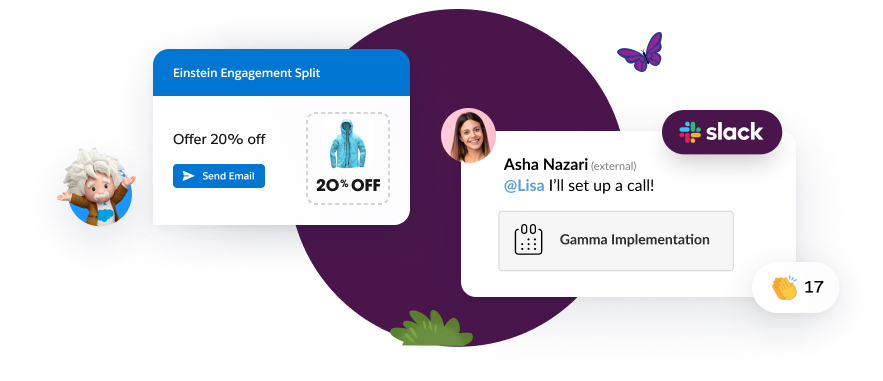 Einstein Engagement Split
Offer 20% off
Send Email
20% OFF
slack
Asha Nazari (external)
@Lisa I'll set up a call!
Gamma Implementation
17